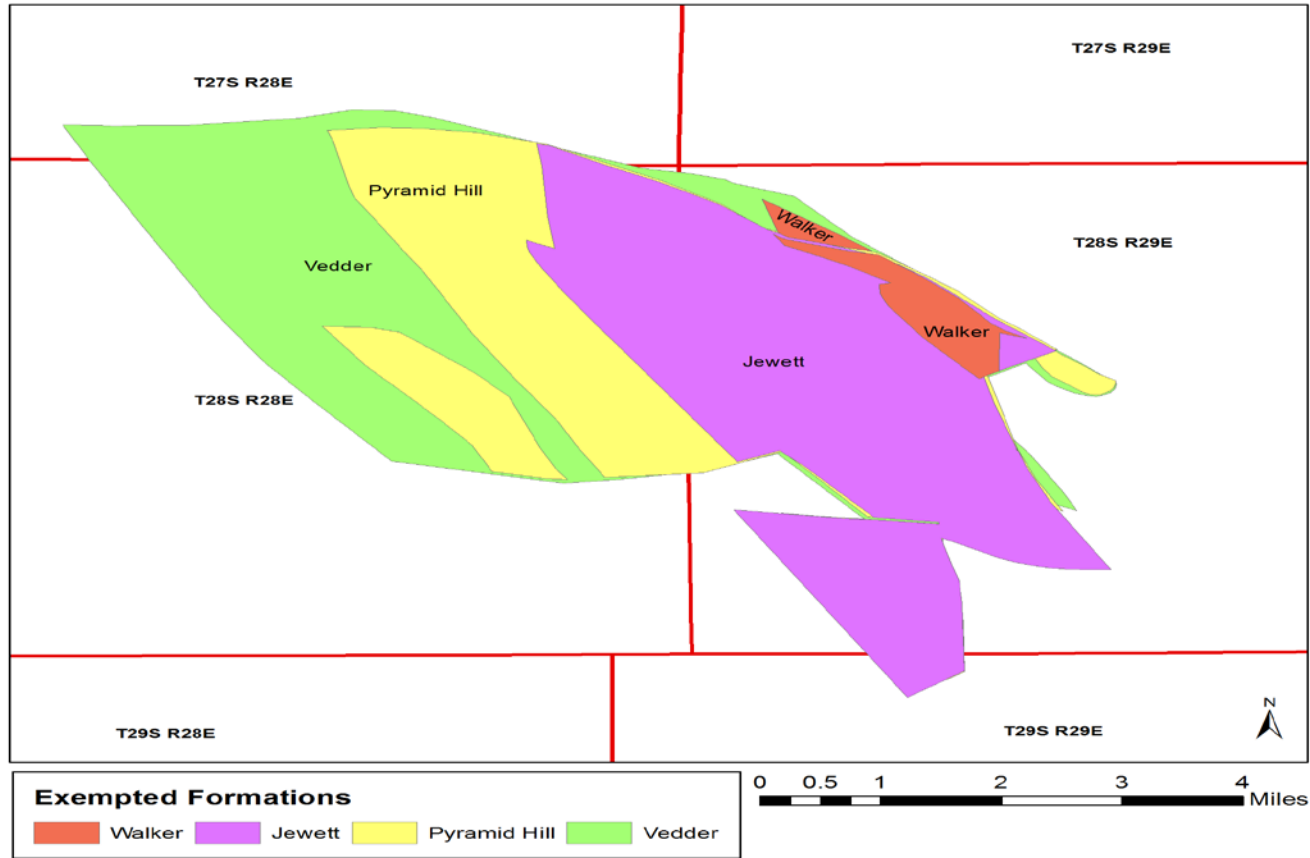 T27S R29E
T27S R28E
Pyramid Hill
Walker
T28S R29E
Vedder
Walker
Jewett
T28S R28E
T29S R28E
T29S R29E
N
Exempted Formations
Walker Jewett Pyramid Hill Vedder
0 0.5 1 2 3 4
Miles